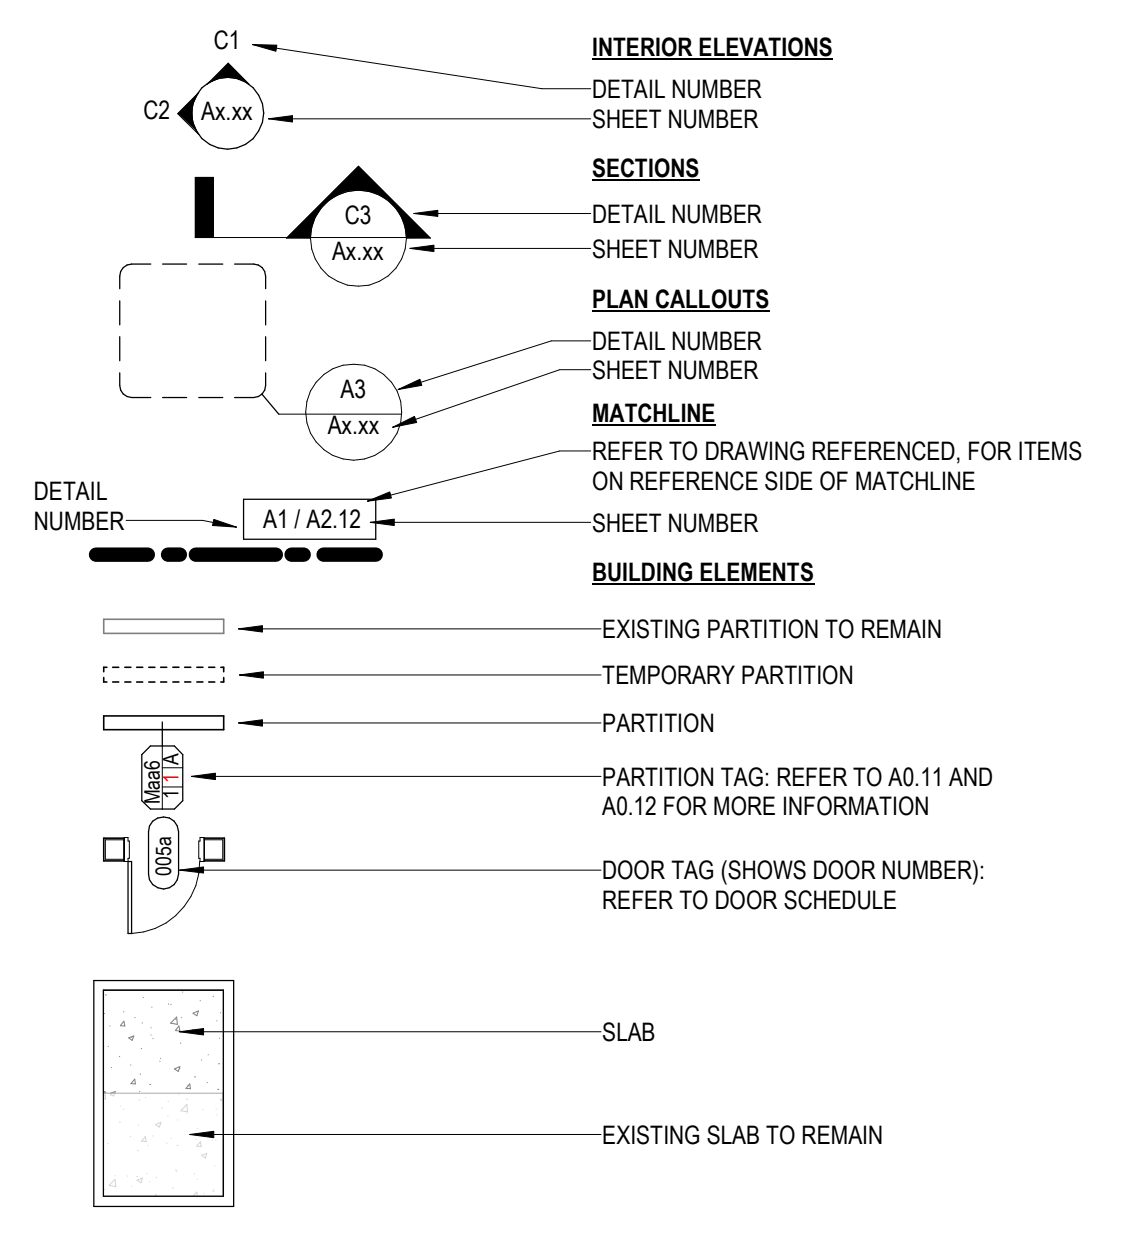 C1
INTERIOR ELEVATIONS
DETAIL NUMBER
C2
Ax.xx
SHEET NUMBER
SECTIONS
C3
DETAIL NUMBER
Ax.xx
SHEET NUMBER
PLAN CALLOUTS
DETAIL NUMBER
SHEET NUMBER
A3
Ax.xx
MATCHLINE
REFER TO DRAWING REFERENCED, FOR ITEMS
ON REFERENCE SIDE OF MATCHLINE
DETAIL
NUMBER
A1 / A2.12
SHEET NUMBER
BUILDING ELEMENTS
EXISTING PARTITION TO REMAIN
TEMPORARY PARTITION
PARTITION
Maa6
1 1 A
PARTITION TAG: REFER TO A0.11 AND
A0.12 FOR MORE INFORMATION
005a
DOOR TAG (SHOWS DOOR NUMBER):
REFER TO DOOR SCHEDULE
SLAB
EXISTING SLAB TO REMAIN